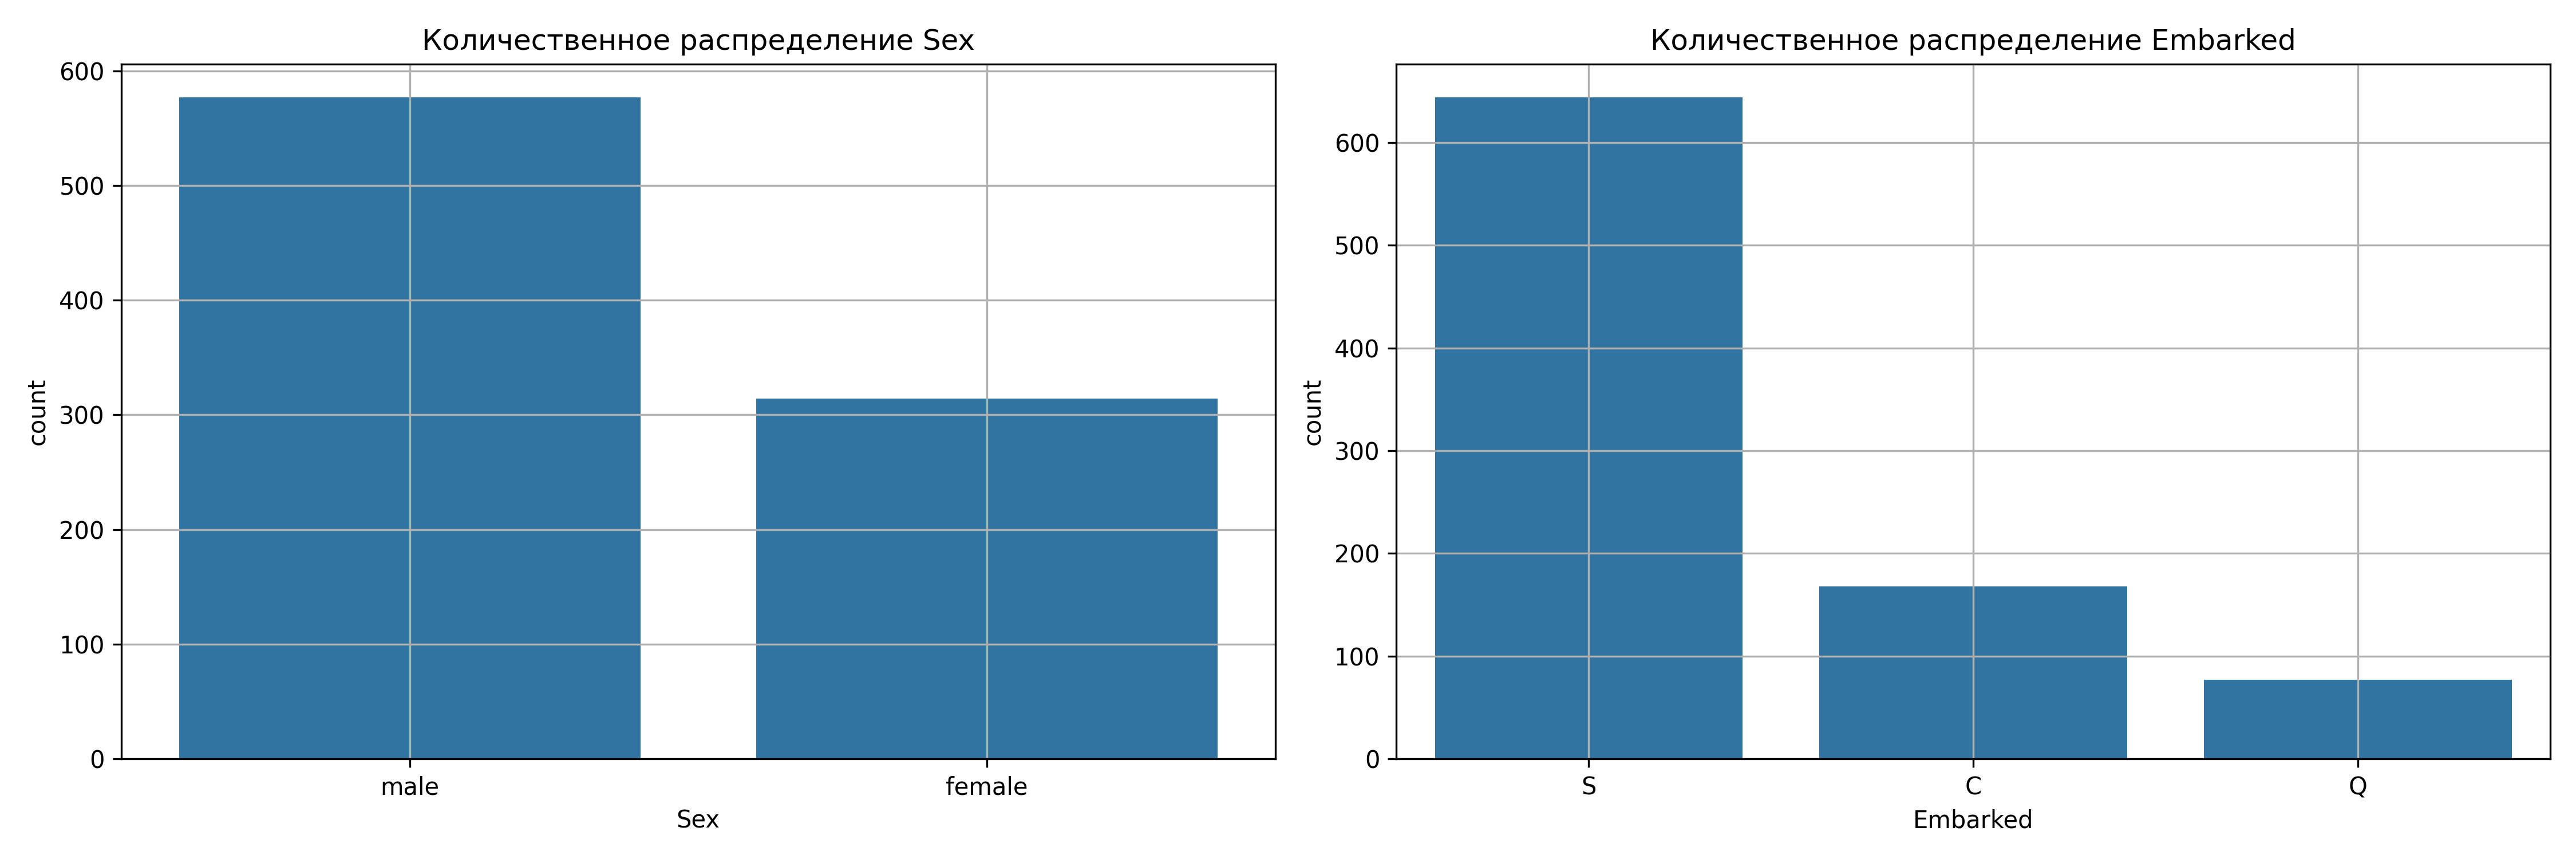 Количественное распределение Sex
600
500
400
300
200
100
0
count
male
female
Sex
Количественное распределение Embarked
600
500
400
300
200
100
0
count
S
C
Q
Embarked